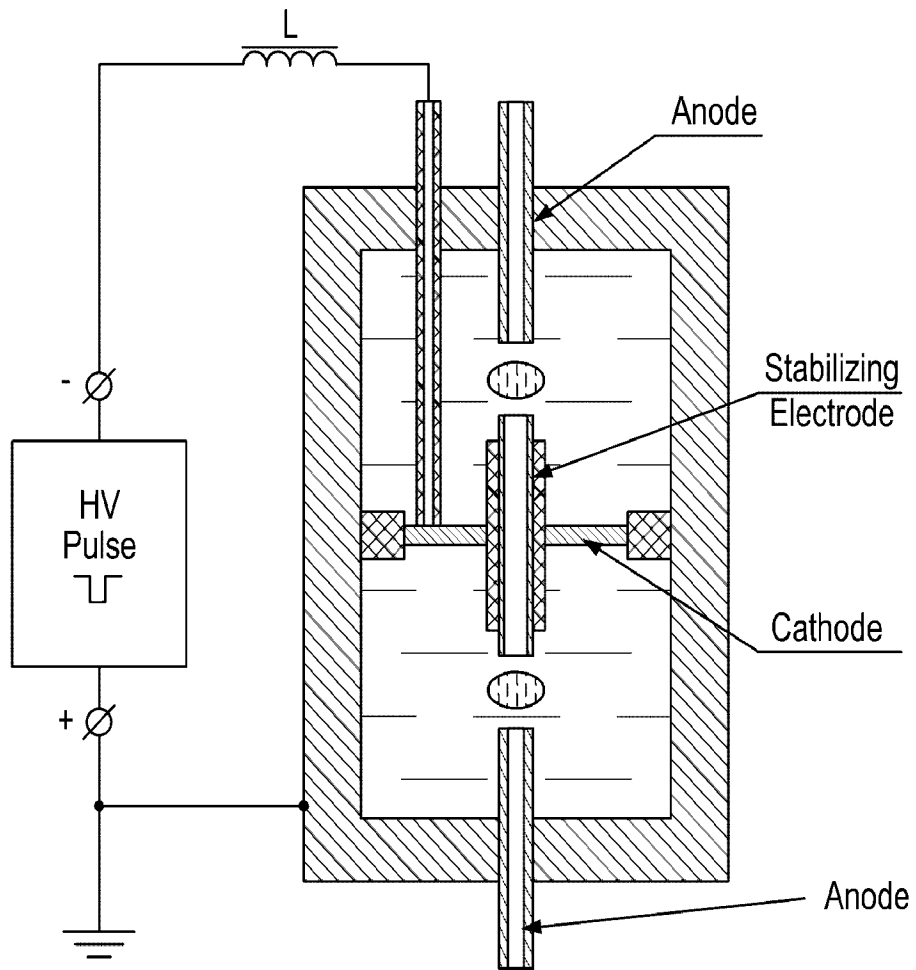 L
Anode
Stabilizing
Electrode
-
HV
Pulse
Cathode
+
Anode